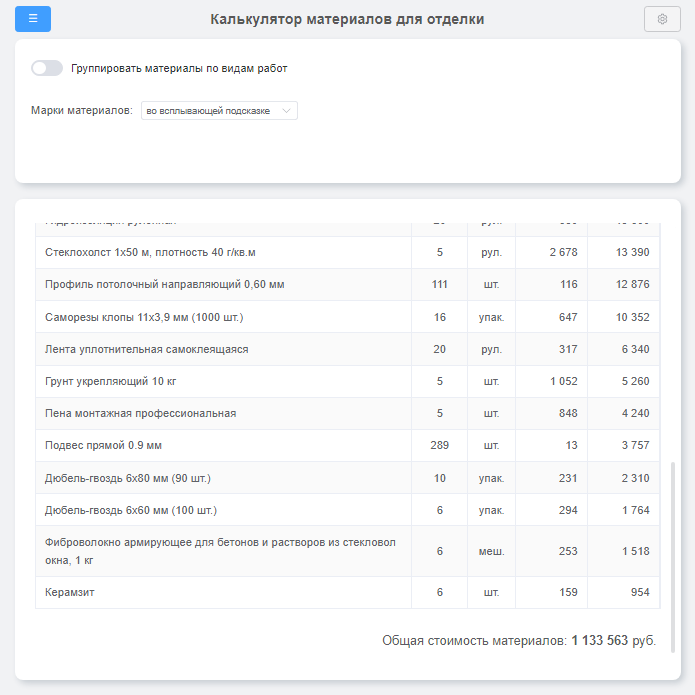 Калькулятор материалов для отделки
Группировать материалы по видам работ
Марки материалов: во всплывающей подсказке
Стеклохолст 1x50 м, плотность 40 г/кв.м 5 рул. 2 678 13 390
Профиль потолочный направляющий 0,60 мм 111 шт. 116 12 876
Саморезы клопы 11x3,9 мм (1000 шт.) 16 упак. 647 10 352
Лента уплотнительная самоклеящаяся 20 рул. 317 6 340
Грунт укрепляющий 10 кг 5 шт. 1 052 5 260
Пена монтажная профессиональная 5 шт. 848 4 240
Подвес прямой 0.9 мм 289 шт. 13 3 757
Дюбель-гвоздь 6x80 мм (90 шт.) 10 упак. 231 2 310
Дюбель-гвоздь 6x60 мм (100 шт.) 6 упак. 294 1 764
Фиброволокно армирующее для бетонов и растворов из стекловол
окна, 1 кг 6 меш. 253 1 518
Керамзит 6 шт. 159 954
Общая стоимость материалов: 1 133 563 руб.